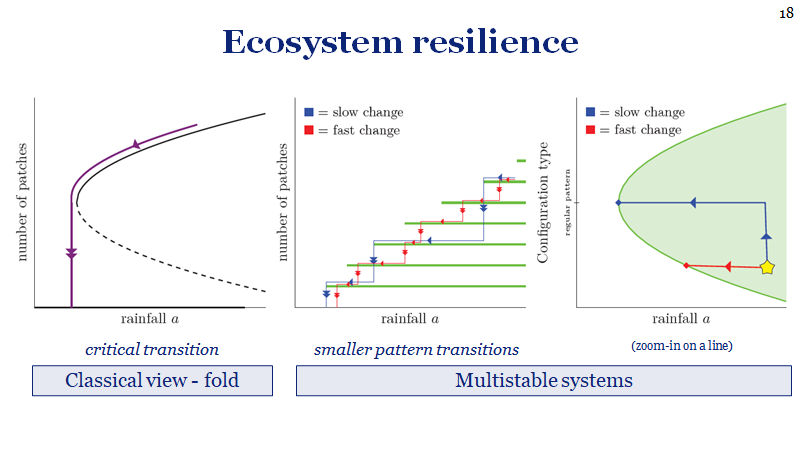 18
Ecosystem resilience
number of patches
rainfall a
critical transition
Classical view - fold
number of patches
= slow change
= fast change
rainfall a
smaller pattern transitions
Configuration type
regular pattern
= slow change
= fast change
rainfall a
(zoom-in on a line)
Multistable systems